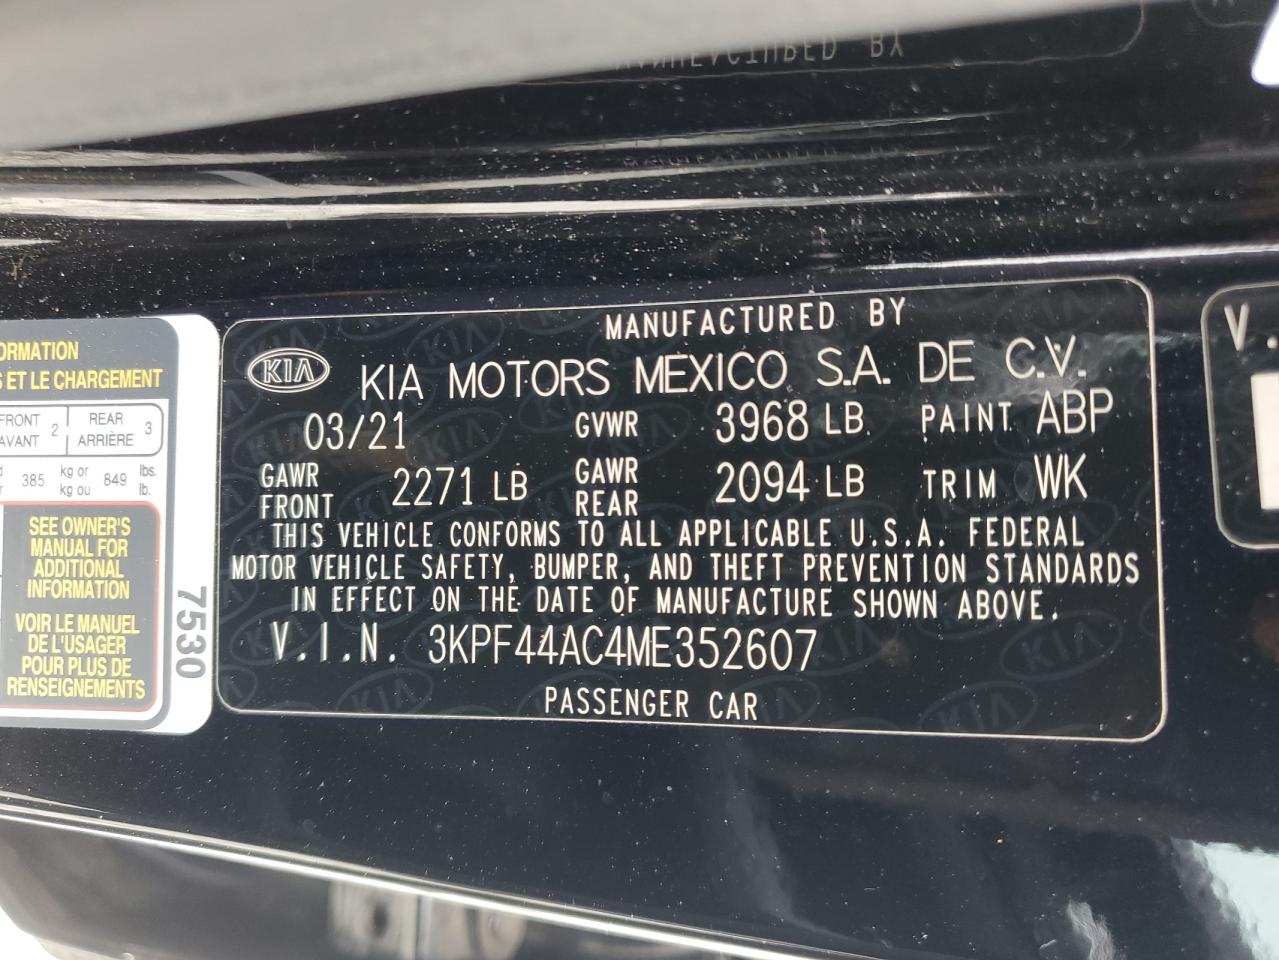 MANUFACTURED BY
KIA KIA MOTORS MEXICO S.A. DE C.V.
03/21 GVWR 3968 LB PAINT ABP
GAWR FRONT 2271 LB GAWR REAR 2094 LB TRIM WK
THIS VEHICLE CONFORMS TO ALL APPLICABLE U.S.A. FEDERAL
MOTOR VEHICLE SAFETY, BUMPER, AND THEFT PREVENTION STANDARDS
IN EFFECT ON THE DATE OF MANUFACTURE SHOWN ABOVE.
V.I.N. 3KPF44AC4ME352607
PASSENGER CAR
ET LE CHARGEMENT
FRONT 2 REAR 3
AVANT ARRIÈRE
385 kg or 849 lbs.
kg ou lb.
SEE OWNER'S
MANUAL FOR
ADDITIONAL
INFORMATION
VOIR LE MANUEL
DE L'USAGER
POUR PLUS DE
RENSEIGNEMENTS
7530
V.